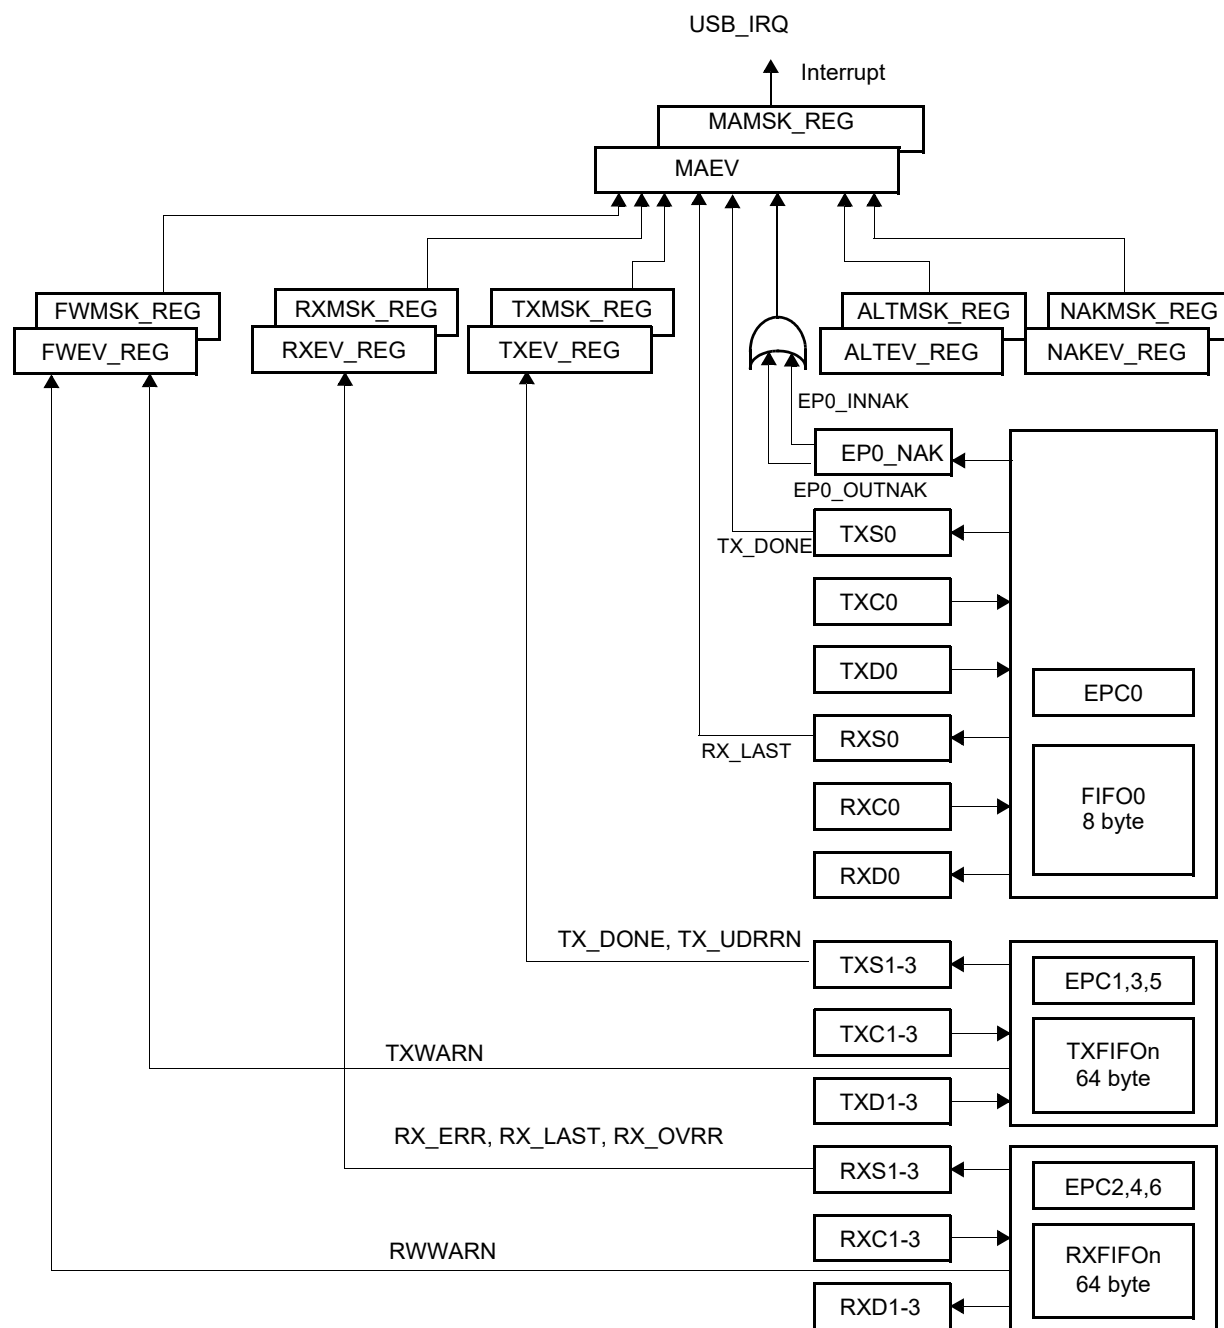 USB_IRQ
Interrupt
MAMSK_REG
MAEV
FWMSK_REG
RXMSK_REG
TXMSK_REG
ALTMSK_REG
NAKMSK_REG
FWEV_REG
RXEV_REG
TXEV_REG
ALTEV_REG
NAKEV_REG
EP0_INNAK
EP0_NAK
EP0_OUTNAK
TXS0
TX_DONE
TXC0
TXD0
EPC0
RXS0
RX_LAST
FIFO0
8 byte
RXC0
RXD0
TX_DONE, TX_UDRRN
TXS1-3
EPC1,3,5
TXC1-3
TXWARN
TXFIFOn
64 byte
TXD1-3
RX_ERR, RX_LAST, RX_OVRR
RXS1-3
EPC2,4,6
RXC1-3
RWWARN
RXFIFOn
64 byte
RXD1-3